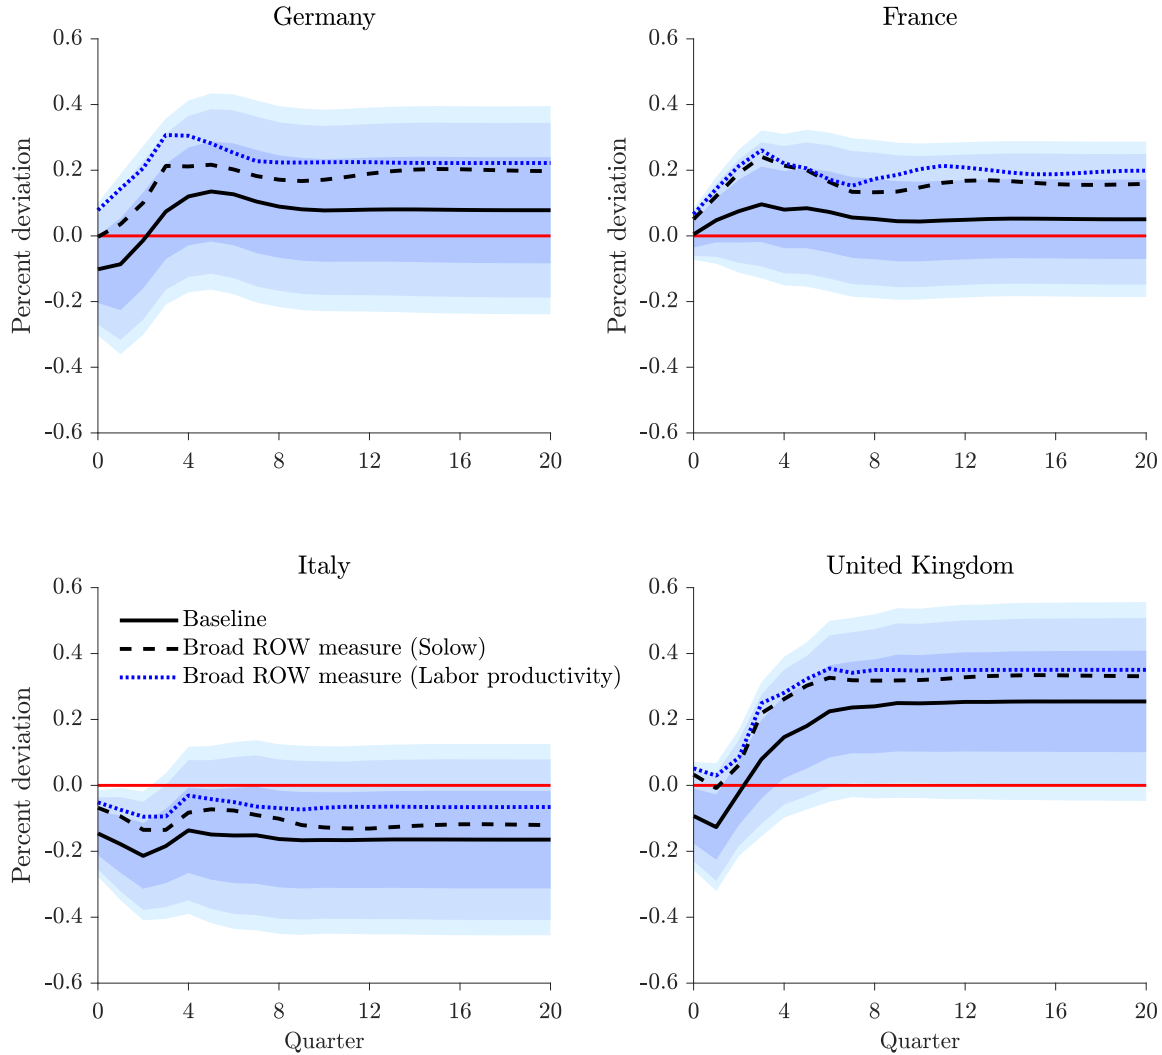 Germany
France
Percent deviation
0.6
0.4
0.2
0.0
-0.2
-0.4
-0.6
0 4 8 12 16 20
Percent deviation
0.6
0.4
0.2
0.0
-0.2
-0.4
-0.6
0 4 8 12 16 20
Italy
United Kingdom
Percent deviation
0.6
0.4
0.2
0.0
-0.2
-0.4
-0.6
Baseline
Broad ROW measure (Solow)
Broad ROW measure (Labor productivity)
0 4 8 12 16 20
Quarter
0.6
0.4
0.2
0.0
-0.2
-0.4
-0.6
0 4 8 12 16 20
Quarter